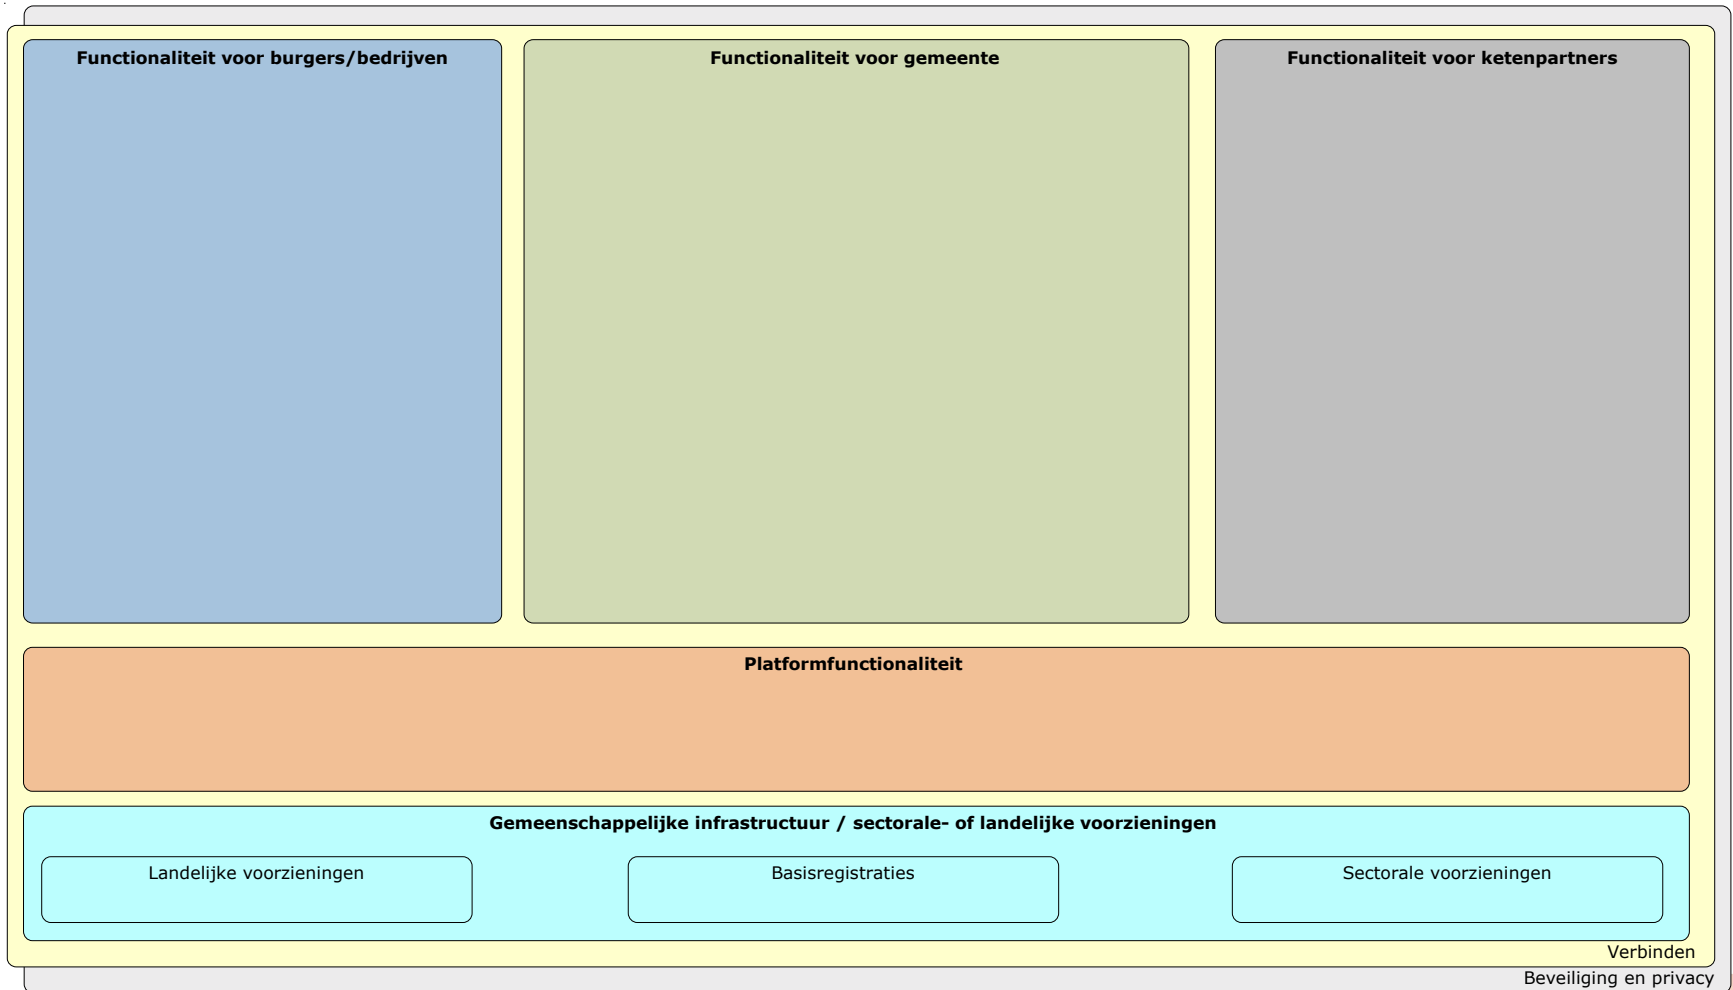 Functionaliteit voor burgers/bedrijven
Functionaliteit voor gemeente
Functionaliteit voor ketenpartners
Platformfunctionaliteit
Gemeenschappelijke infrastructuur / sectorale- of landelijke voorzieningen
Landelijke voorzieningen
Basisregistraties
Sectorale voorzieningen
Verbinden
Beveiliging en privacy